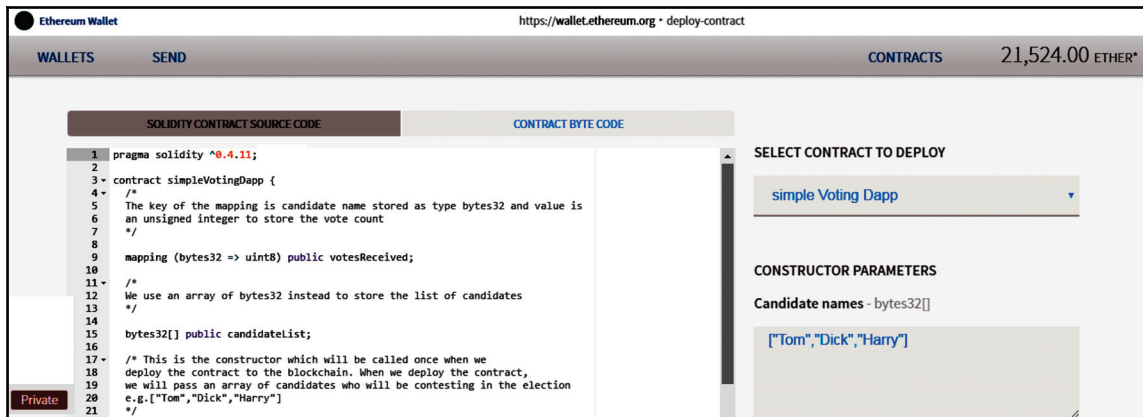 Ethereum Wallet
https://wallet.ethereum.org • deploy-contract
WALLETS SEND CONTRACTS 21,524.00 ETHER*
SOLIDITY CONTRACT SOURCE CODE CONTRACT BYTE CODE
1 pragma solidity ^0.4.11;
2
3 contract simpleVotingDapp {
4 /*
5 The key of the mapping is candidate name stored as type bytes32 and value is
6 an unsigned integer to store the vote count
7 */
8
9 mapping (bytes32 => uint8) public votesReceived;
10
11 /*
12 We use an array of bytes32 instead to store the list of candidates
13 */
14
15 bytes32[] public candidateList;
16
17 /* This is the constructor which will be called once when we
18 deploy the contract to the blockchain. When we deploy the contract,
19 we will pass an array of candidates who will be contesting in the election
20 e.g.["Tom","Dick","Harry"]
21 */
Private
SELECT CONTRACT TO DEPLOY
simple Voting Dapp
CONSTRUCTOR PARAMETERS
Candidate names - bytes32[]
["Tom","Dick","Harry"]